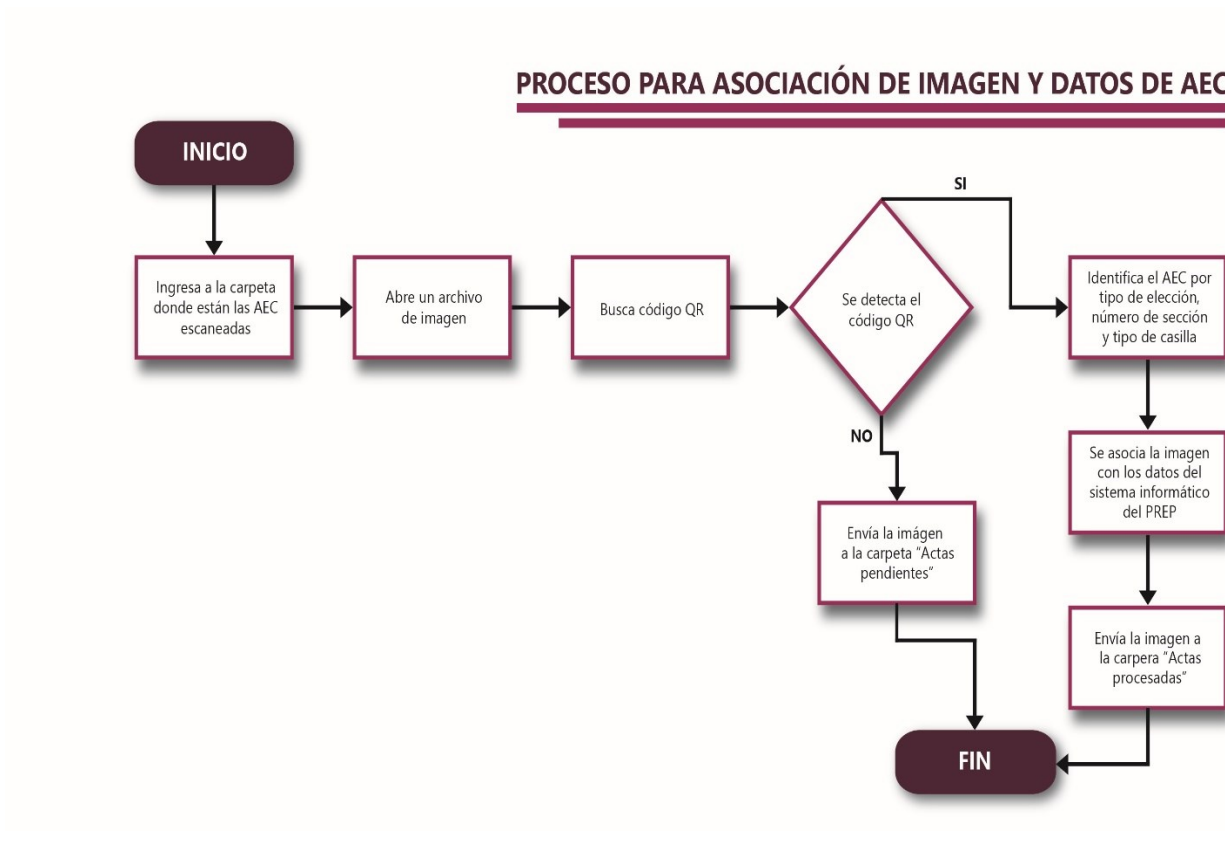 PROCESO PARA ASOCIACIÓN DE IMAGEN Y DATOS DE AEC
INICIO
Ingresa a la carpeta
donde están las AEC
escaneadas
Abre un archivo
de imagen
Busca código QR
Se detecta el
código QR
SI
Identifica el AEC por
tipo de elección,
número de sección
y tipo de casilla
Se asocia la imagen
con los datos del
sistema informático
del PREP
Envía la imagen a
la carpera “Actas
procesadas”
NO
Envía la imágen
a la carpeta “Actas
pendientes”
FIN